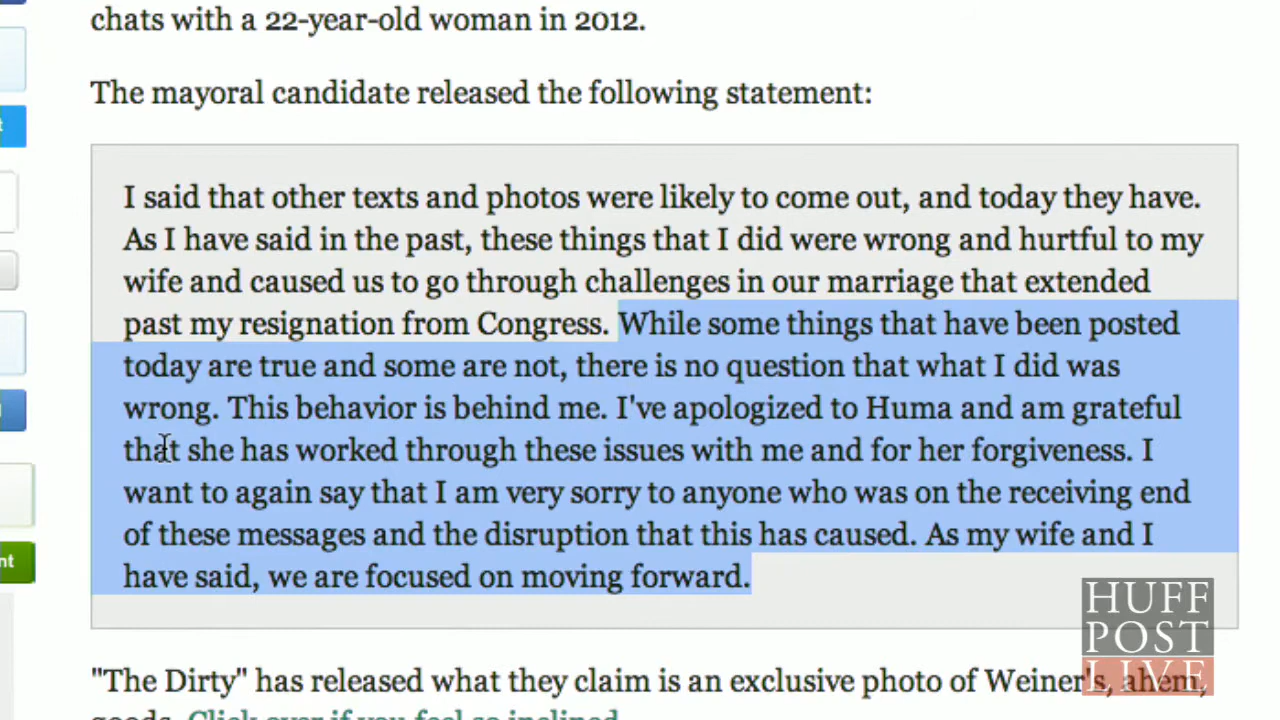 chats with a 22-year-old woman in 2012.
The mayoral candidate released the following statement:
I said that other texts and photos were likely to come out, and today they have.
As I have said in the past, these things that I did were wrong and hurtful to my
wife and caused us to go through challenges in our marriage that extended
past my resignation from Congress. While some things that have been posted
today are true and some are not, there is no question that what I did was
wrong. This behavior is behind me. I've apologized to Huma and am grateful
that she has worked through these issues with me and for her forgiveness. I
want to again say that I am very sorry to anyone who was on the receiving end
of these messages and the disruption that this has caused. As my wife and I
have said, we are focused on moving forward.
"The Dirty" has released what they claim is an exclusive photo of Weiner's, ahem,
goods. Click over if you feel so inclined.
HUFF
POST
LIVE